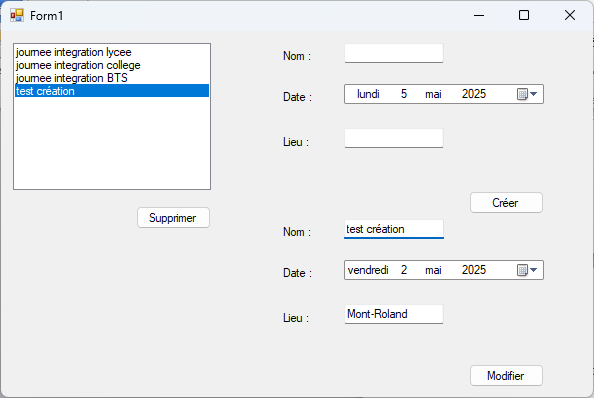 Form1
journee integration lycee
journee integration college
journee integration BTS
test création
Supprimer
Nom :
Date : lundi 5 mai 2025
Lieu :
Créer
Nom : test création
Date : vendredi 2 mai 2025
Lieu : Mont-Roland
Modifier